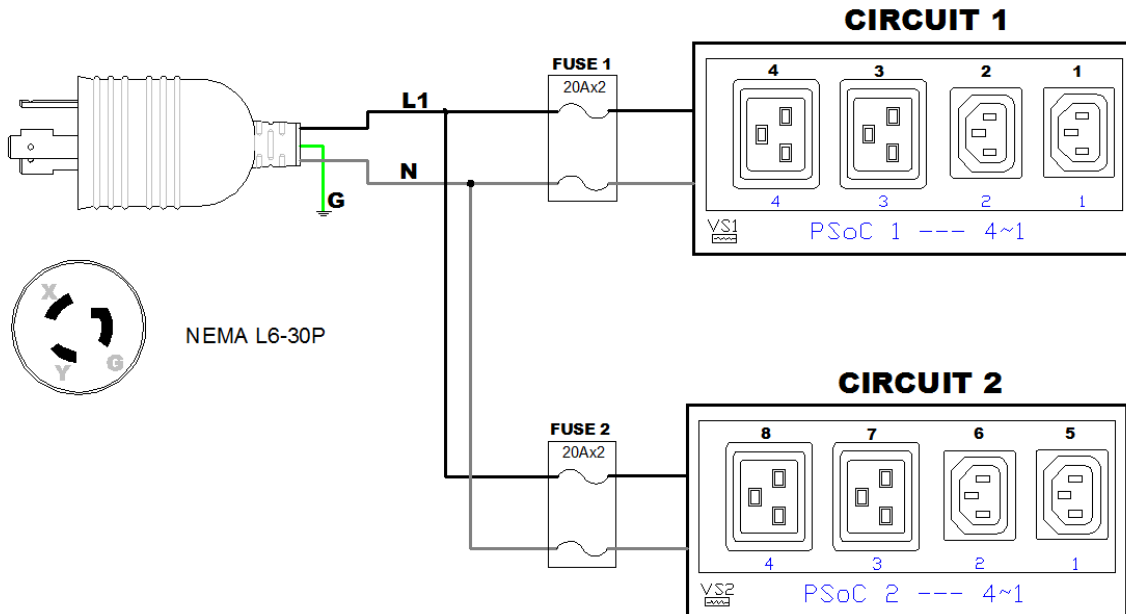 CIRCUIT 1
FUSE 1
20Ax2
4 3 2 1
L1
N
G
4 3 2 1
VS1
PSoC 1 --- 4~1
X
Y
G
NEMA L6-30P
CIRCUIT 2
FUSE 2
20Ax2
8 7 6 5
4 3 2 1
VS2
PSoC 2 --- 4~1